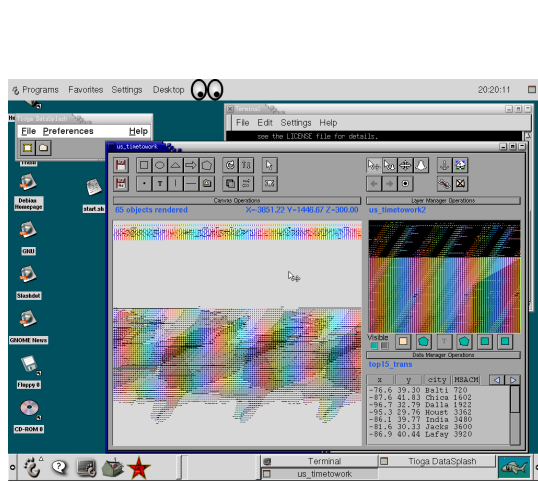 Programs Favorites Settings Desktop 20:20:11
Tioga DataSplash
File Preferences Help
Terminal
File Edit Settings Help
see the LICENSE file for details.
us_timetowork
Canvas Operations
65 objects rendered X=-3851.22 Y=-1446.67 Z=300.00
Layer Manager Operations
us_timetowork2
Visible
T
Data Manager Operations
top15_trans
x y city MSACM
-76.6 39.30 Balti 720
-87.6 41.83 Chica 1602
-96.7 32.79 Dalla 1922
-95.3 29.76 Houst 3362
-86.1 39.77 India 3480
-81.6 30.33 Jacks 3600
-86.9 40.44 Lafay 3920
Debian
Homepage
start.sk
GNU
Slashdot
GNOME News
Floppy 0
CD-ROM 0
Terminal
Tioga DataSplash
us_timetowork